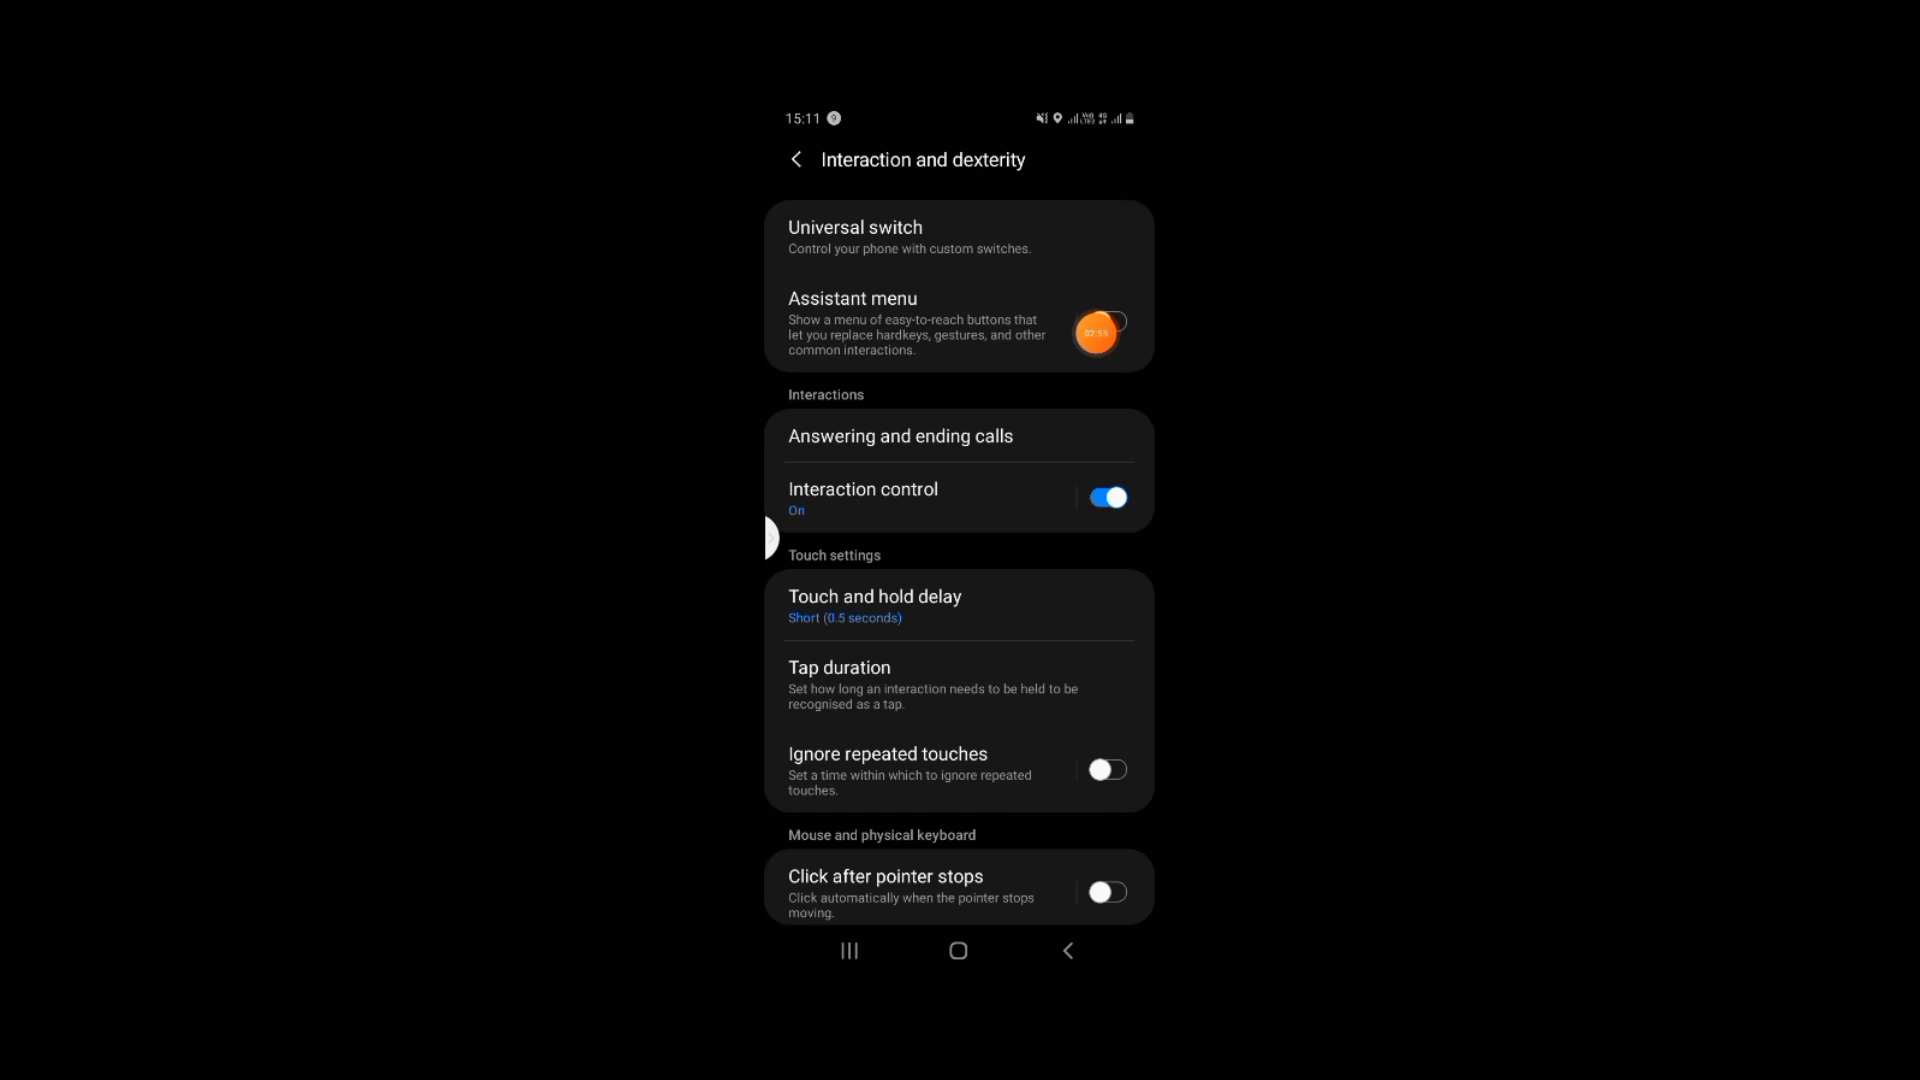 15:11
Interaction and dexterity
Universal switch
Control your phone with custom switches.
Assistant menu
Show a menu of easy-to-reach buttons that
let you replace hardkeys, gestures, and other
common interactions.
02:55
Interactions
Answering and ending calls
Interaction control
On
Touch settings
Touch and hold delay
Short (0.5 seconds)
Tap duration
Set how long an interaction needs to be held to be
recognised as a tap.
Ignore repeated touches
Set a time within which to ignore repeated
touches.
Mouse and physical keyboard
Click after pointer stops
Click automatically when the pointer stops
moving.